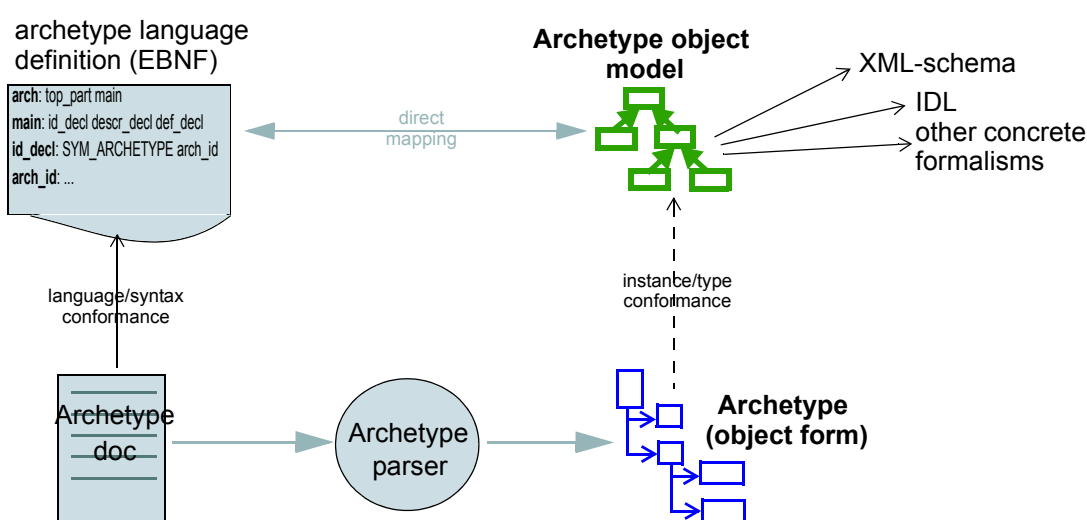 archetype language
definition (EBNF)
arch: top_part main
main: id_decl descr_decl def_decl
id_decl: SYM_ARCHETYPE arch_id
arch_id: ...
direct
mapping
Archetype object
model
XML-schema
IDL
other concrete
formalisms
language/syntax
conformance
instance/type
conformance
Archetype
doc
Archetype
parser
Archetype
(object form)